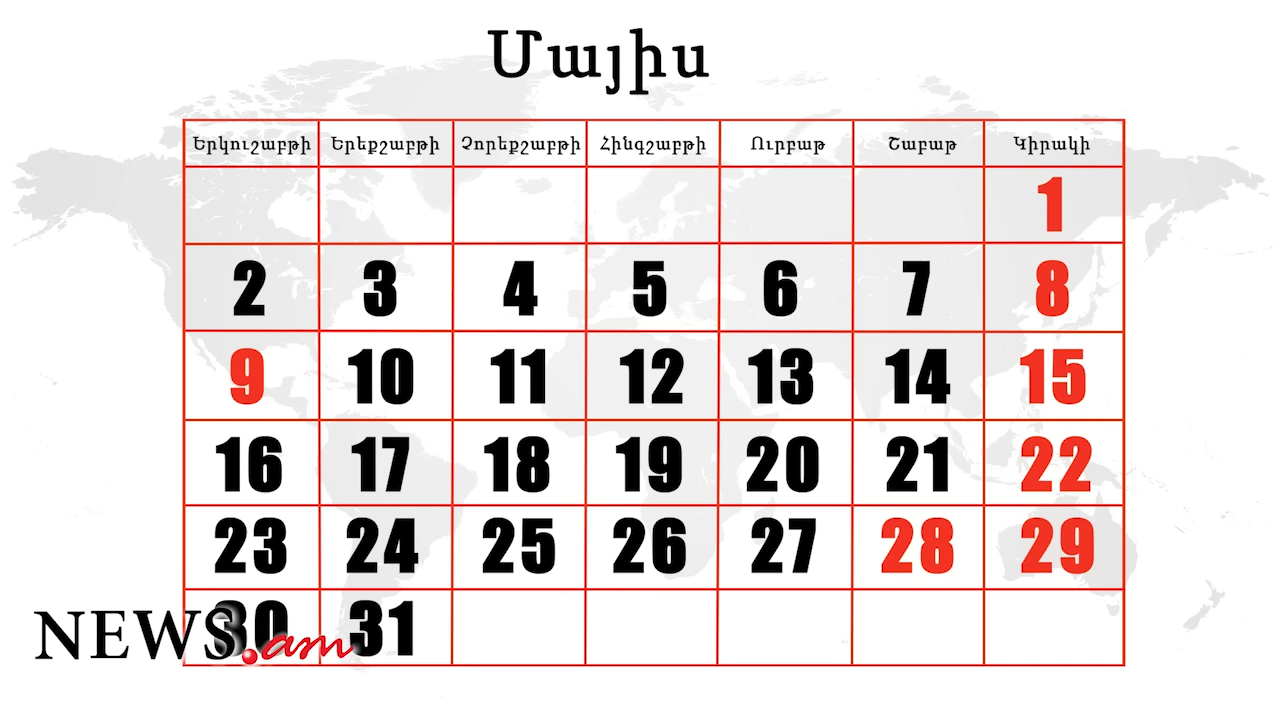 Մայիս
Երկուշաբթի Երեքշաբթի Չորեքշաբթի Հինգշաբթի Ուրբաթ Շաբաթ Կիրակի
1
2 3 4 5 6 7 8
9 10 11 12 13 14 15
16 17 18 19 20 21 22
23 24 25 26 27 28 29
30 31
NEWS.am